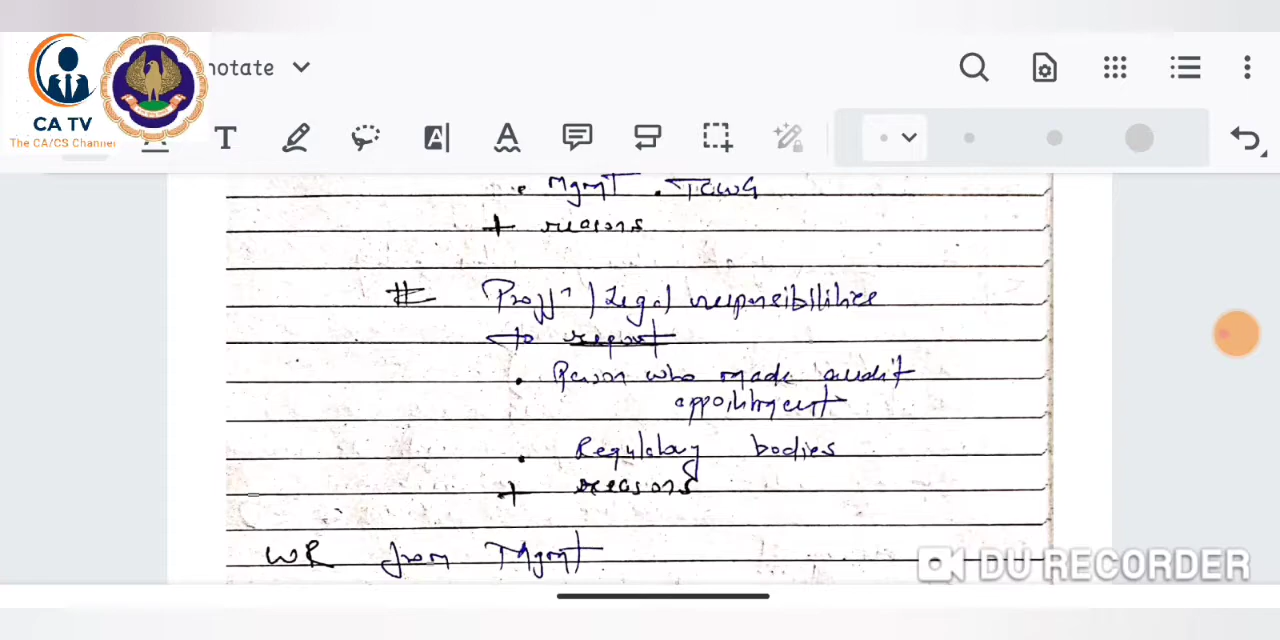 notate
CA TV
The CA/CS Channel
T
. Mgmt . TCWG
+ reasons
# Proff^n / Legal responsibilities
to report
. Person who made audit
appointment
. Regulatory bodies
+ reasons
WR from Mgmt
DU RECORDER